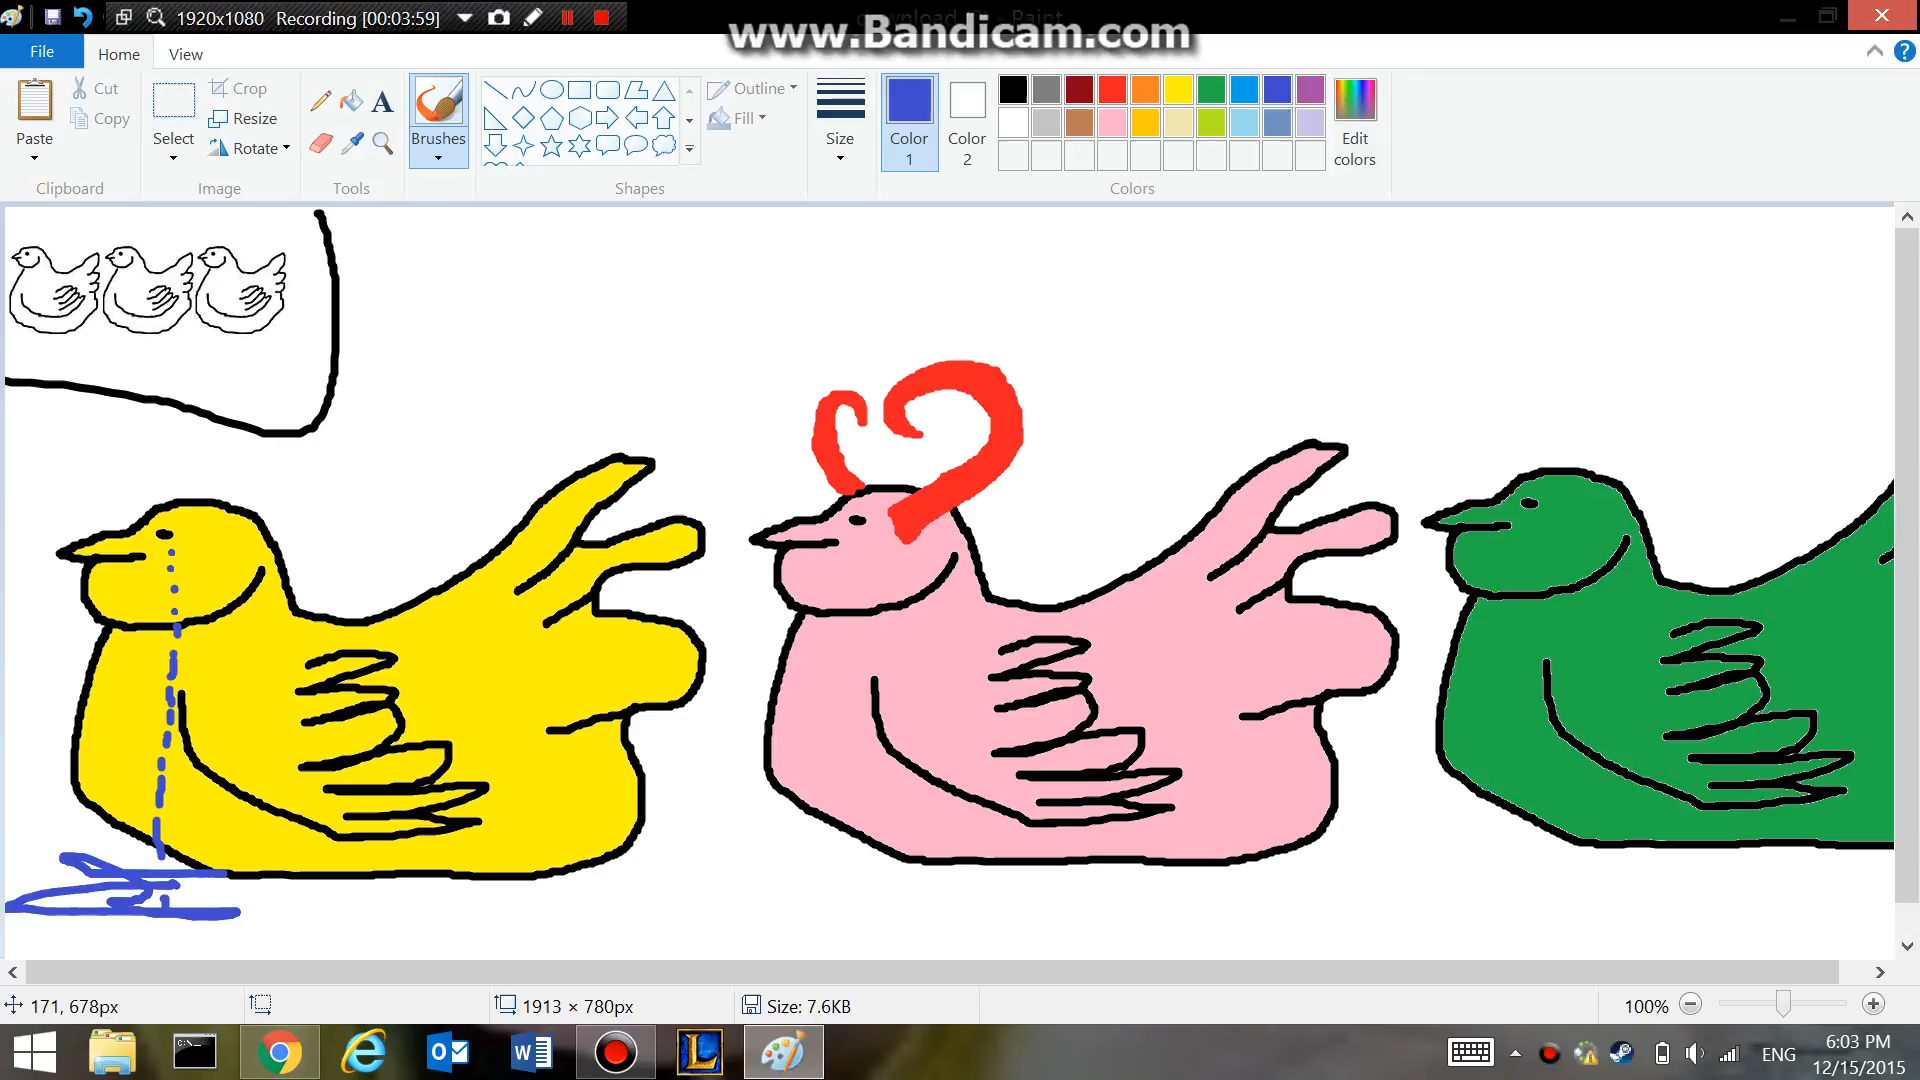 1920x1080 Recording [00:03:59]
www.Bandicam.com
File Home View
Paste
Cut
Copy
Clipboard
Select
Crop
Resize
Rotate
Image
A
Tools
Brushes
Shapes
Outline
Fill
Size
Color 1
Color 2
Colors
Edit colors
171, 678px
1913 × 780px
Size: 7.6KB
100%
ENG
6:03 PM
12/15/2015